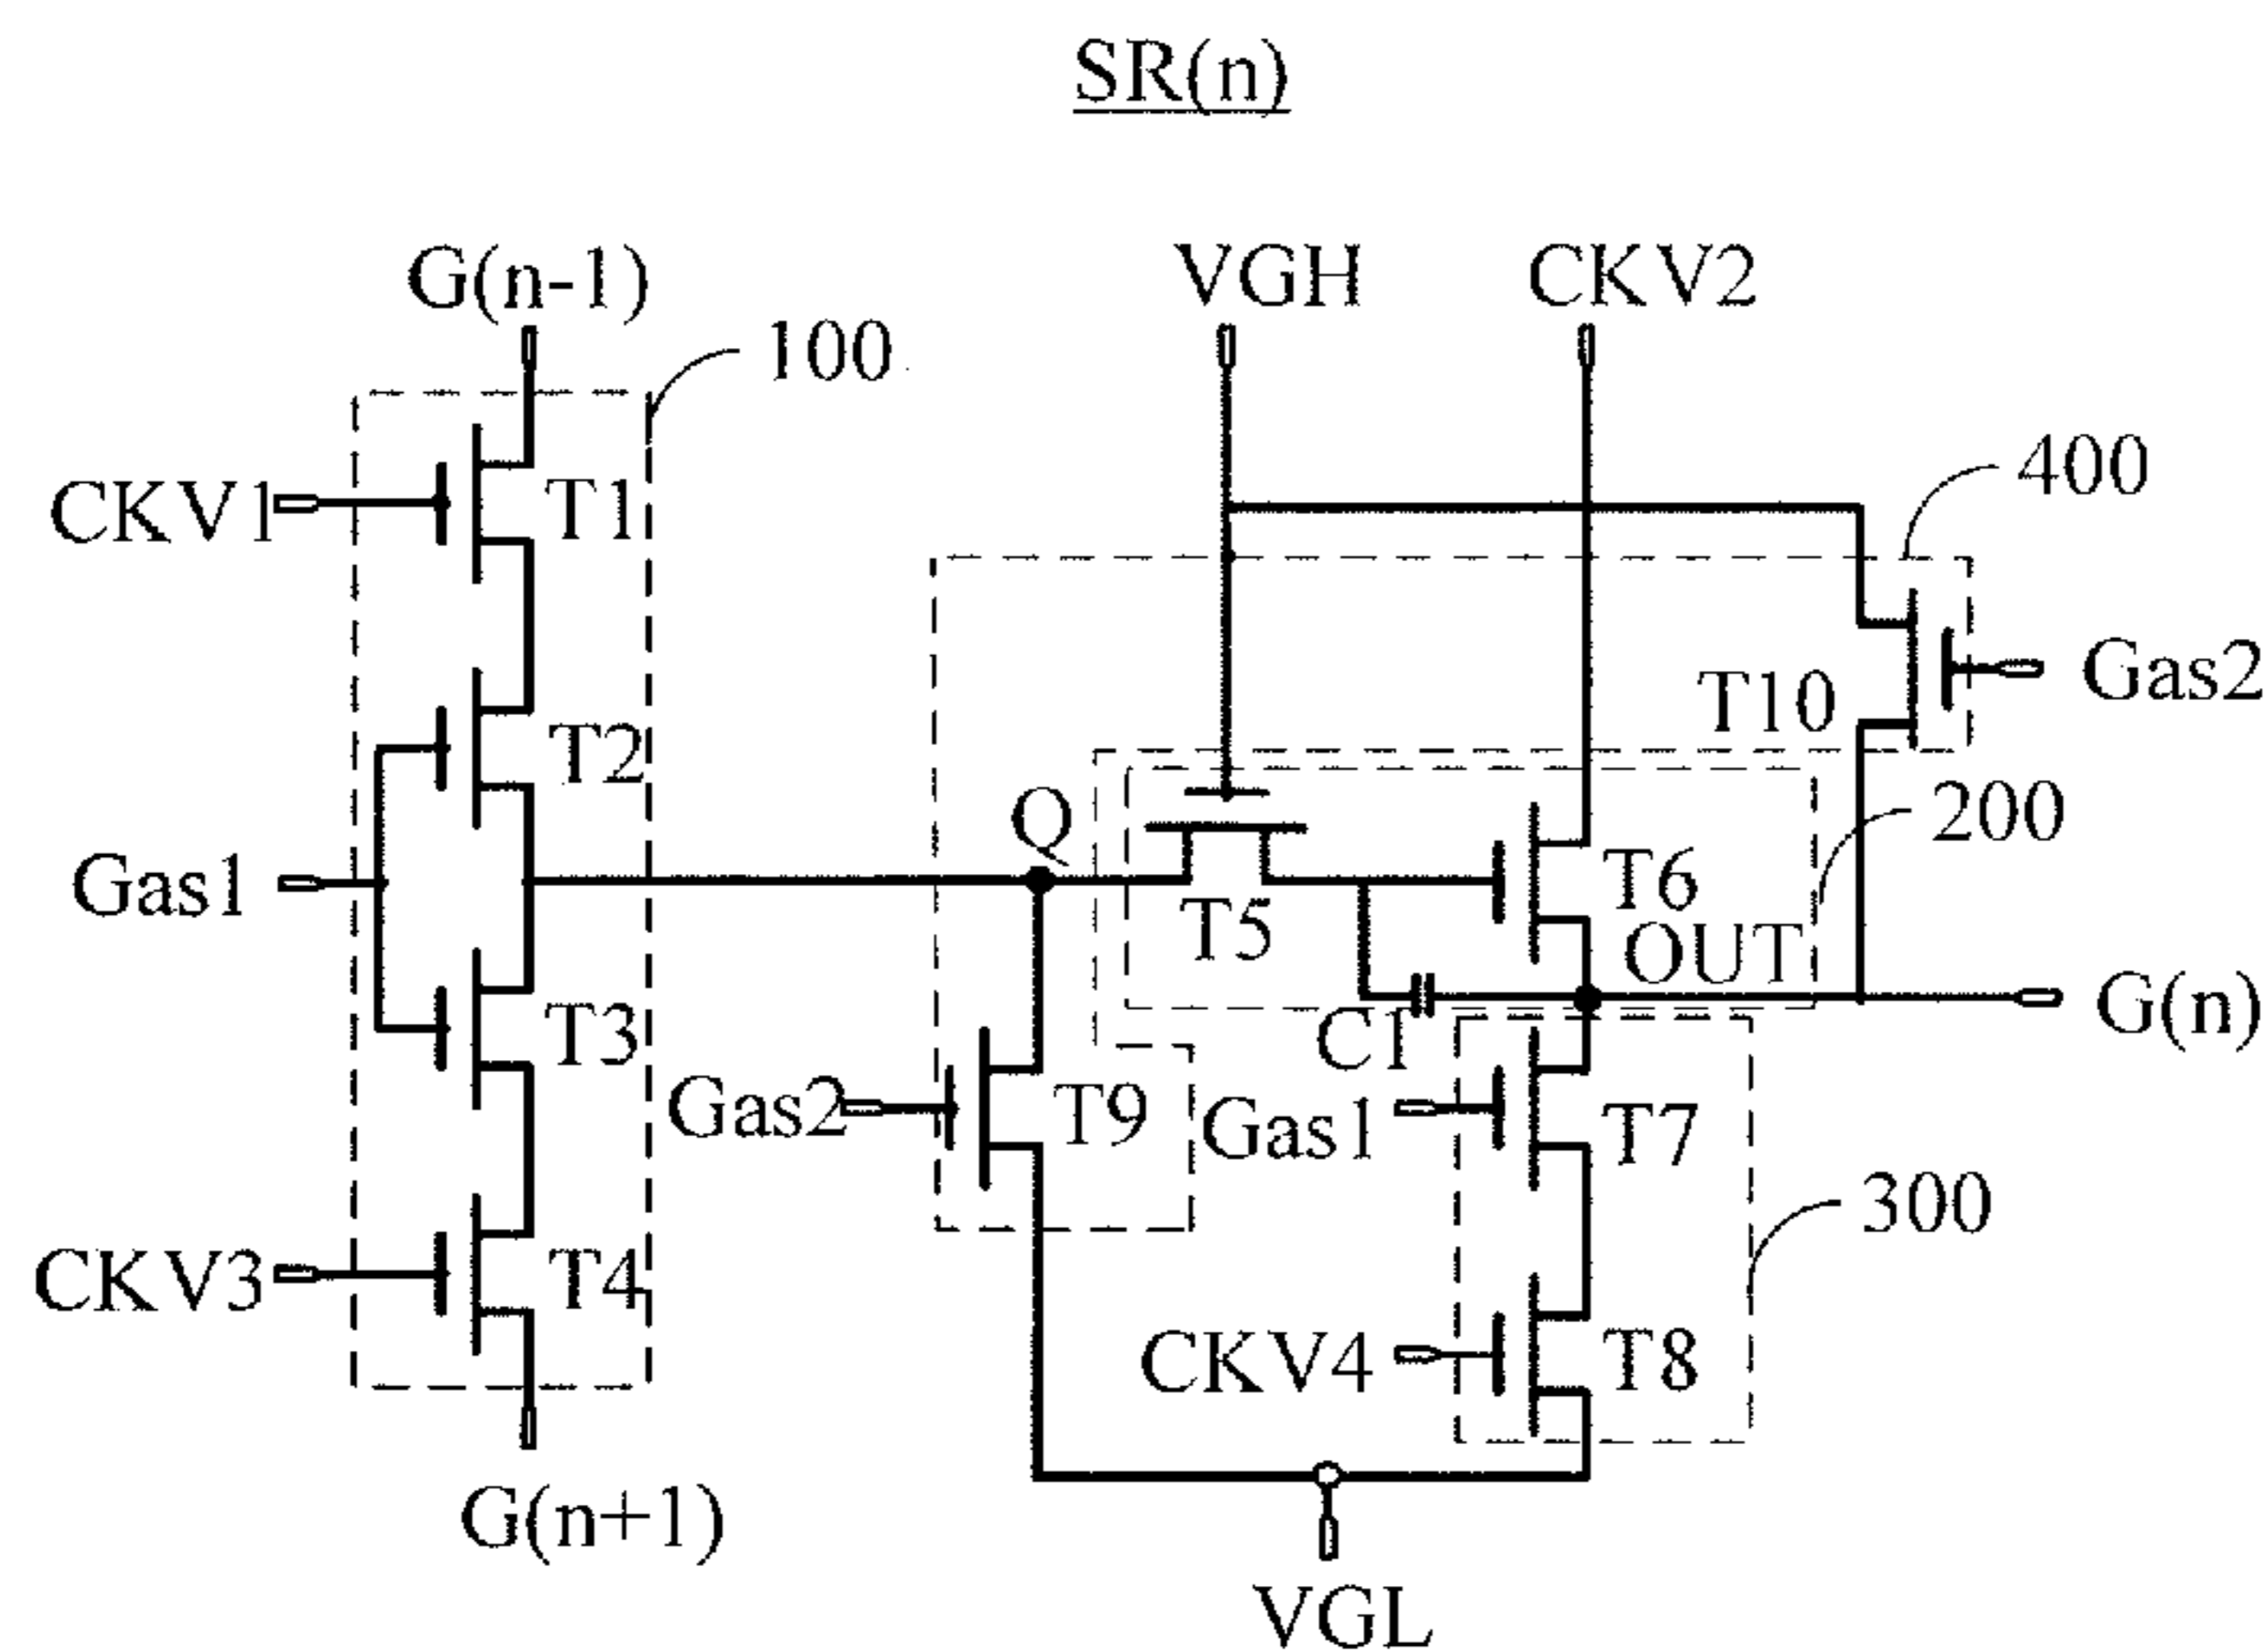 SR(n)
G(n-1)
VGH
CKV2
100
400
CKV1
T1
Gas2
T10
T2
Q
200
Gas1
T5
T6
OUT
G(n)
T3
C1
Gas2
T9
Gas1
T7
300
CKV3
T4
CKV4
T8
G(n+1)
VGL